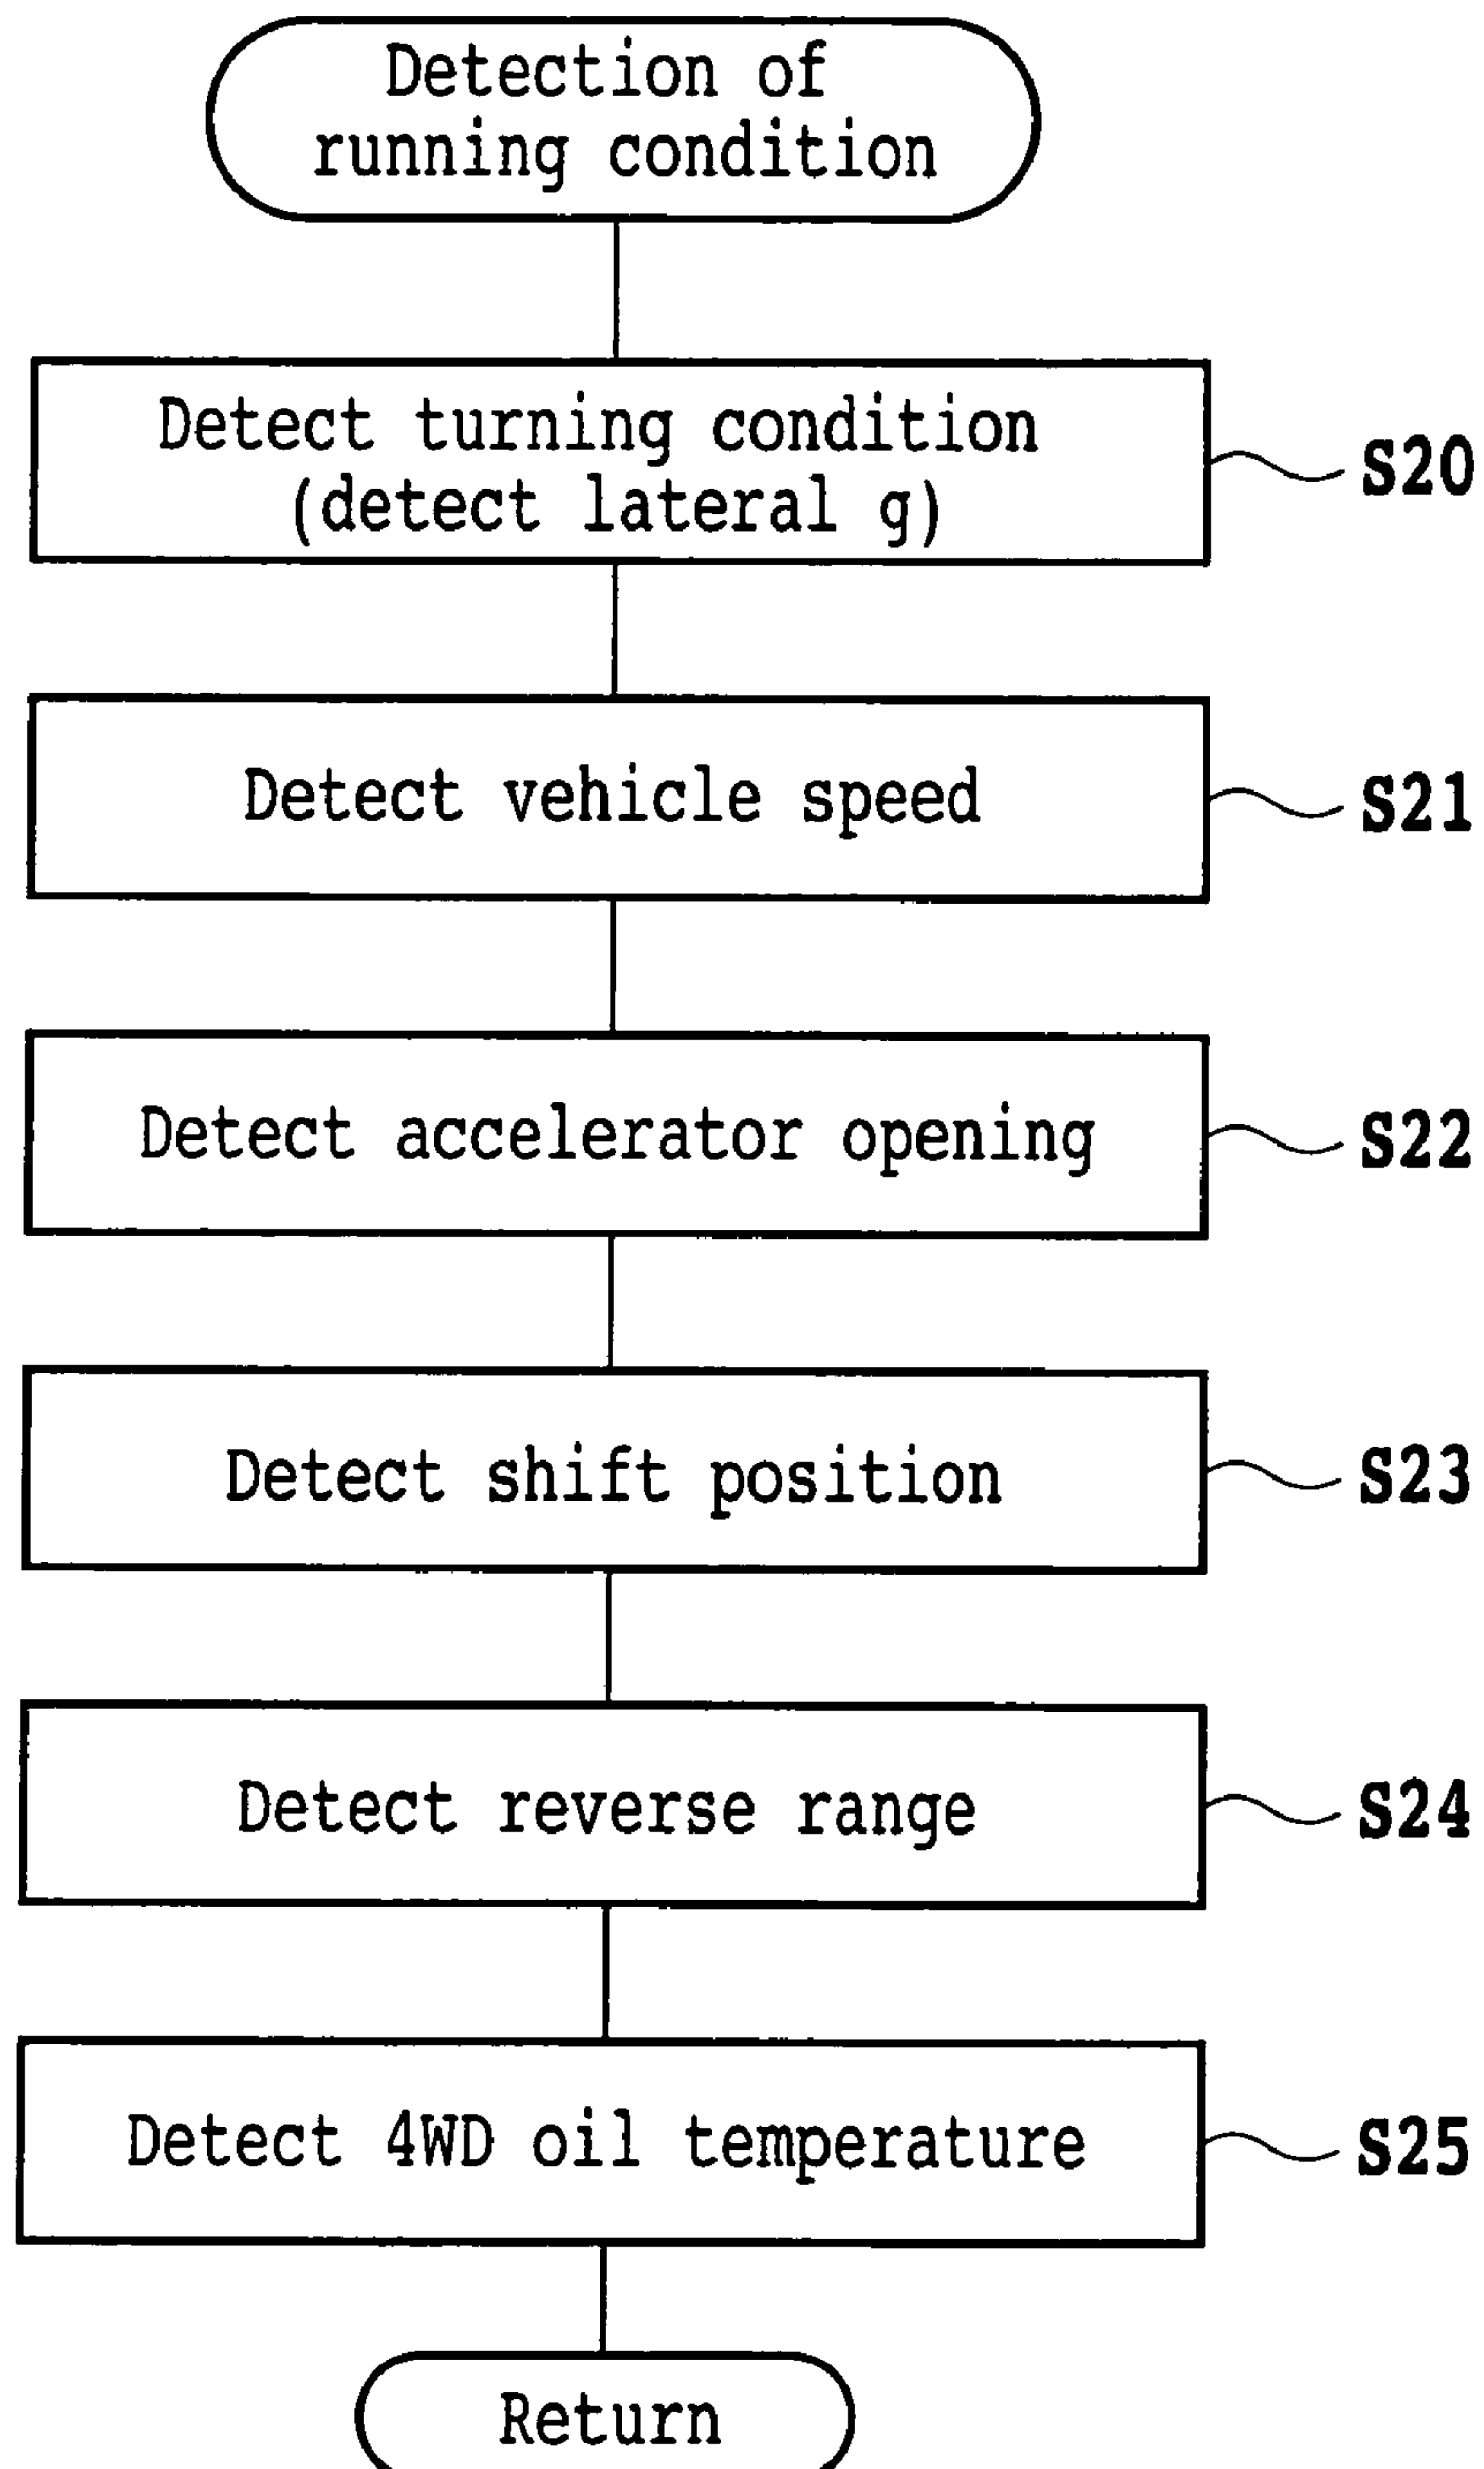 Detection of
running condition
Detect turning condition
(detect lateral g)
S20
Detect vehicle speed
S21
Detect accelerator opening
S22
Detect shift position
S23
Detect reverse range
S24
Detect 4WD oil temperature
S25
Return